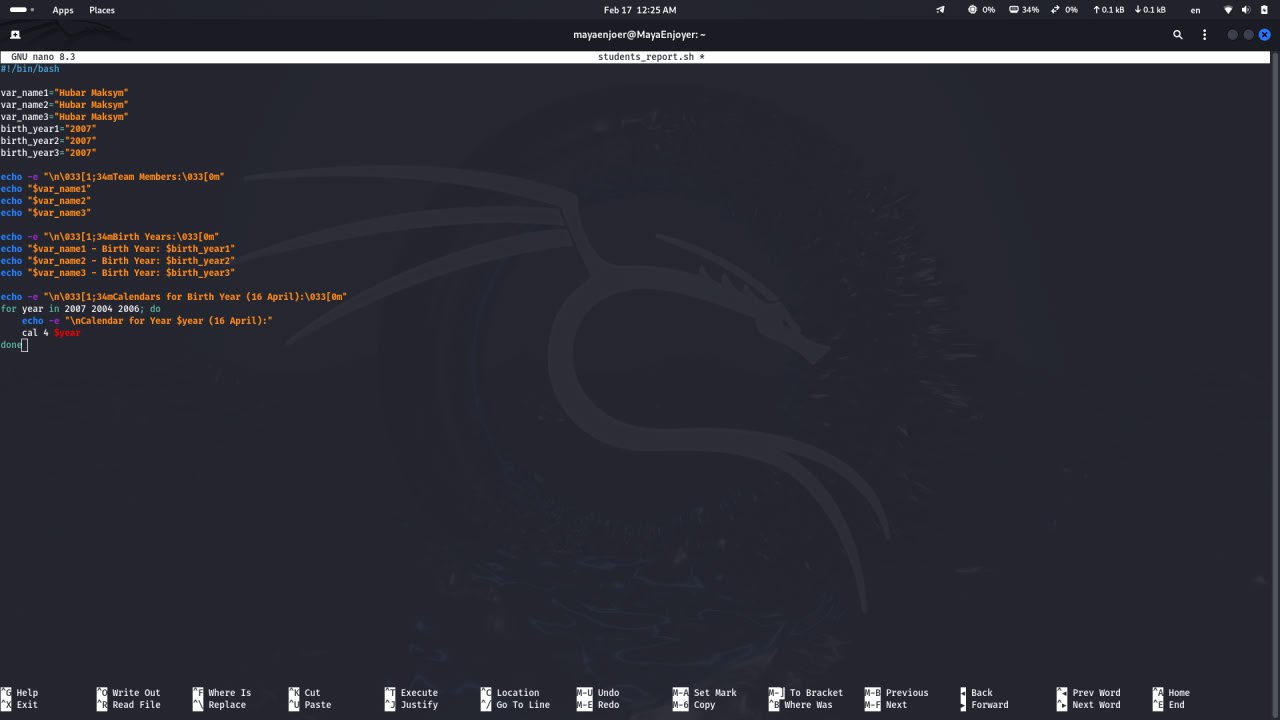 Apps Places Feb 17 12:25 AM 0% 34% 0% ↑ 0.1 kB ↓ 0.1 kB en
mayaenjoer@MayaEnjoyer: ~
GNU nano 8.3 students_report.sh *
#!/bin/bash
var_name1="Hubar Maksym"
var_name2="Hubar Maksym"
var_name3="Hubar Maksym"
birth_year1="2007"
birth_year2="2007"
birth_year3="2007"
echo -e "\n\033[1;34mTeam Members:\033[0m"
echo "$var_name1"
echo "$var_name2"
echo "$var_name3"
echo -e "\n\033[1;34mBirth Years:\033[0m"
echo "$var_name1 - Birth Year: $birth_year1"
echo "$var_name2 - Birth Year: $birth_year2"
echo "$var_name3 - Birth Year: $birth_year3"
echo -e "\n\033[1;34mCalendars for Birth Year (16 April):\033[0m"
for year in 2007 2004 2006; do
    echo -e "\nCalendar for Year $year (16 April):"
    cal 4 $year
done
^G Help ^O Write Out ^F Where Is ^K Cut ^T Execute ^C Location M-U Undo M-A Set Mark M-] To Bracket M-B Previous ◂ Back ^◂ Prev Word ^A Home
^X Exit ^R Read File ^\ Replace ^U Paste ^J Justify ^/ Go To Line M-E Redo M-6 Copy ^B Where Was M-F Next ▸ Forward ^▸ Next Word ^E End